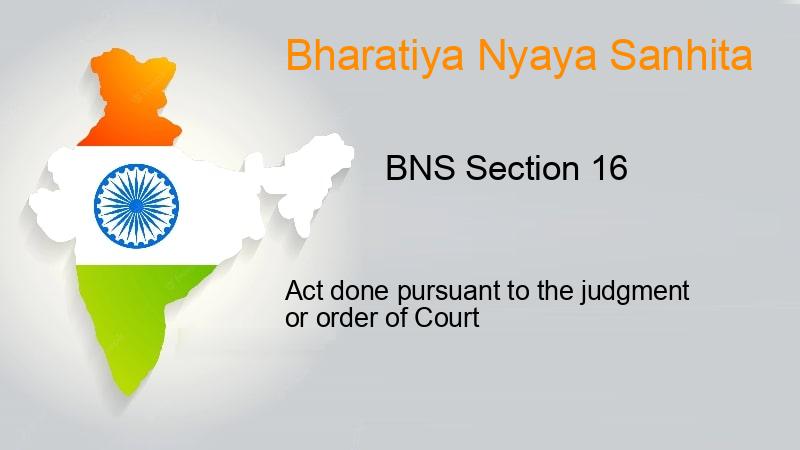 Bharatiya Nyaya Sanhita
BNS Section 16
Act done pursuant to the judgment
or order of Court